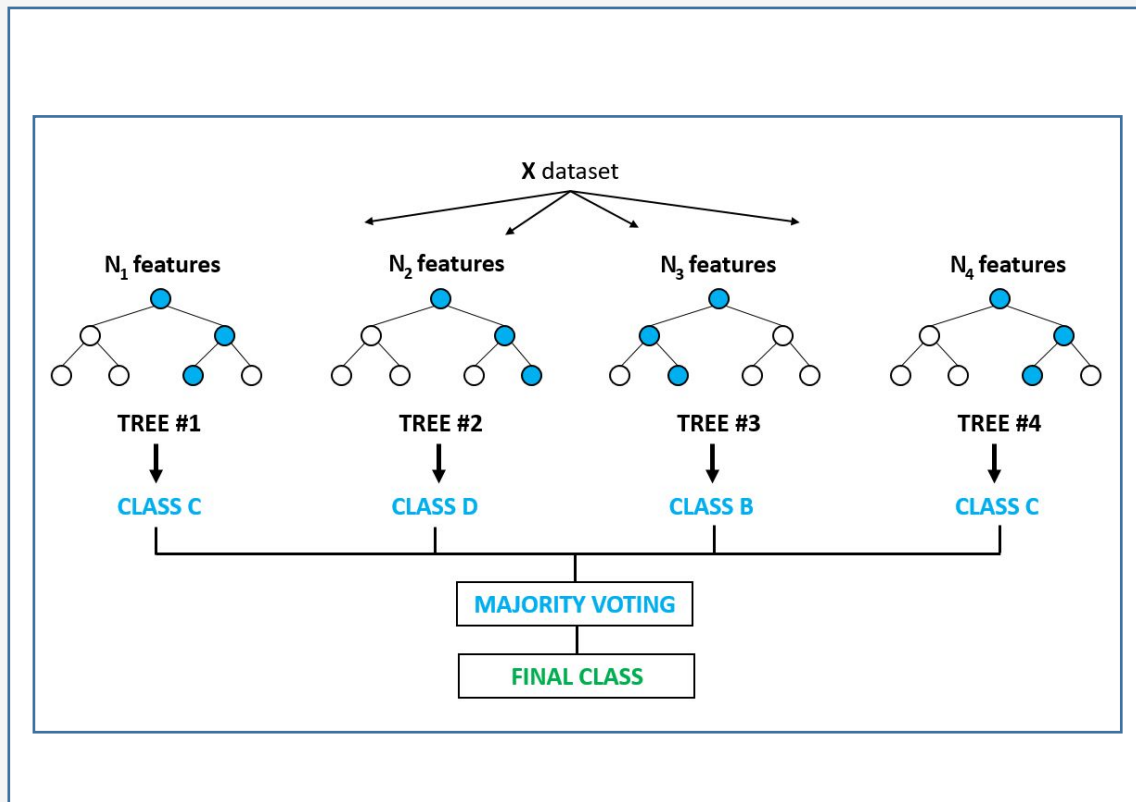 X dataset
N₁ features
N₂ features
N₃ features
N₄ features
TREE #1
TREE #2
TREE #3
TREE #4
CLASS C
CLASS D
CLASS B
CLASS C
MAJORITY VOTING
FINAL CLASS